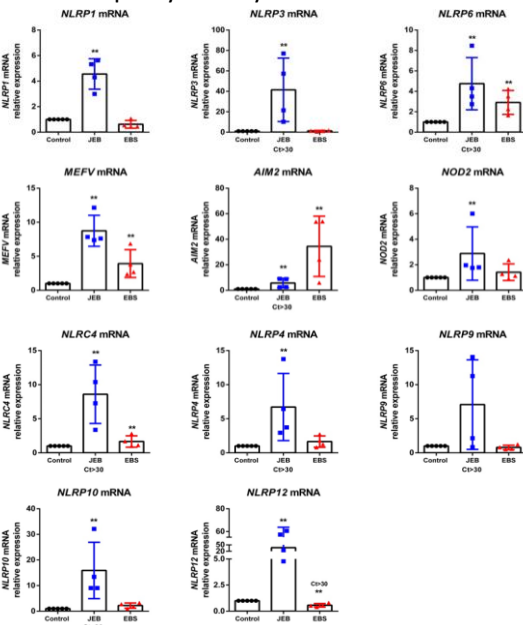 NLRP1 mRNA
NLRP1 mRNA
relative expression
8
6
4
2
0
**
Control JEB EBS
NLRP3 mRNA
NLRP3 mRNA
relative expression
100
80
60
40
20
0
**
Control JEB EBS
Ct>30
NLRP6 mRNA
NLRP6 mRNA
relative expression
10
8
6
4
2
0
**
**
Control JEB EBS
MEFV mRNA
MEFV mRNA
relative expression
15
10
5
0
**
**
Control JEB EBS
AIM2 mRNA
AIM2 mRNA
relative expression
80
60
40
20
0
**
**
Control JEB EBS
Ct>30
NOD2 mRNA
NOD2 mRNA
relative expression
8
6
4
2
0
**
Control JEB EBS
NLRC4 mRNA
NLRC4 mRNA
relative expression
15
10
5
0
**
**
Control JEB EBS
Ct>30
NLRP4 mRNA
NLRP4 mRNA
relative expression
15
10
5
0
**
Control JEB EBS
Ct>30
NLRP9 mRNA
NLRP9 mRNA
relative expression
15
10
5
0
Control JEB EBS
Ct>30
NLRP10 mRNA
NLRP10 mRNA
relative expression
40
30
20
10
0
**
Control JEB EBS
NLRP12 mRNA
NLRP12 mRNA
relative expression
80
60
50
20
5.0
2.5
0.0
**
Ct>30
**
Control JEB EBS